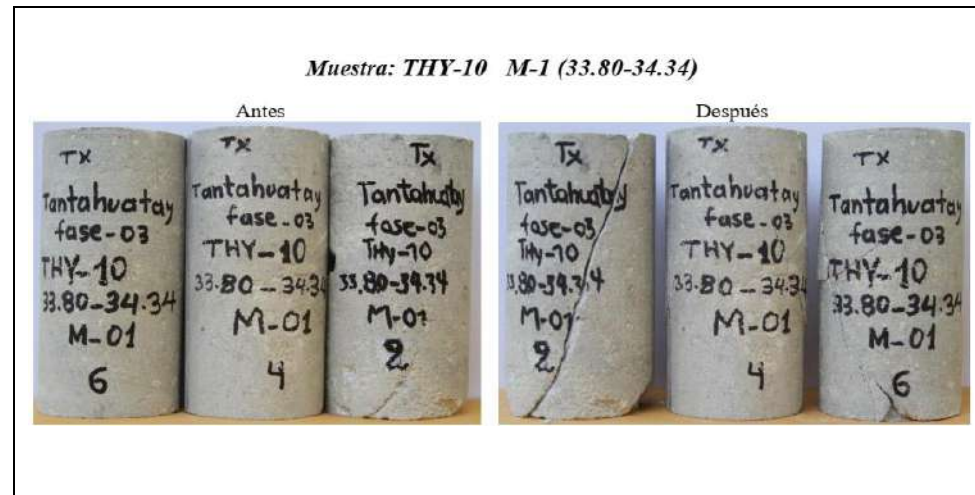 Muestra: THY-10 M-1 (33.80-34.34)
Antes
TX
Tantahuatay
fase-03
THY-10
33.80-34.34
M-01
6
TX
Tantahuatay
fase-03
THY-10
33.80-34.34
M-01
4
Tx
Tantahuatay
fase-03
THy-10
33.80-34.34
M-01
2
Después
Tx
Tantahuatay
fase-03
THy-10
33.80-34.34
M-01
2
TX
Tantahuatay
fase-03
THY-10
33.80-34.34
M-01
4
TX
Tantahuatay
fase-03
THY-10
33.80-34.34
M-01
6